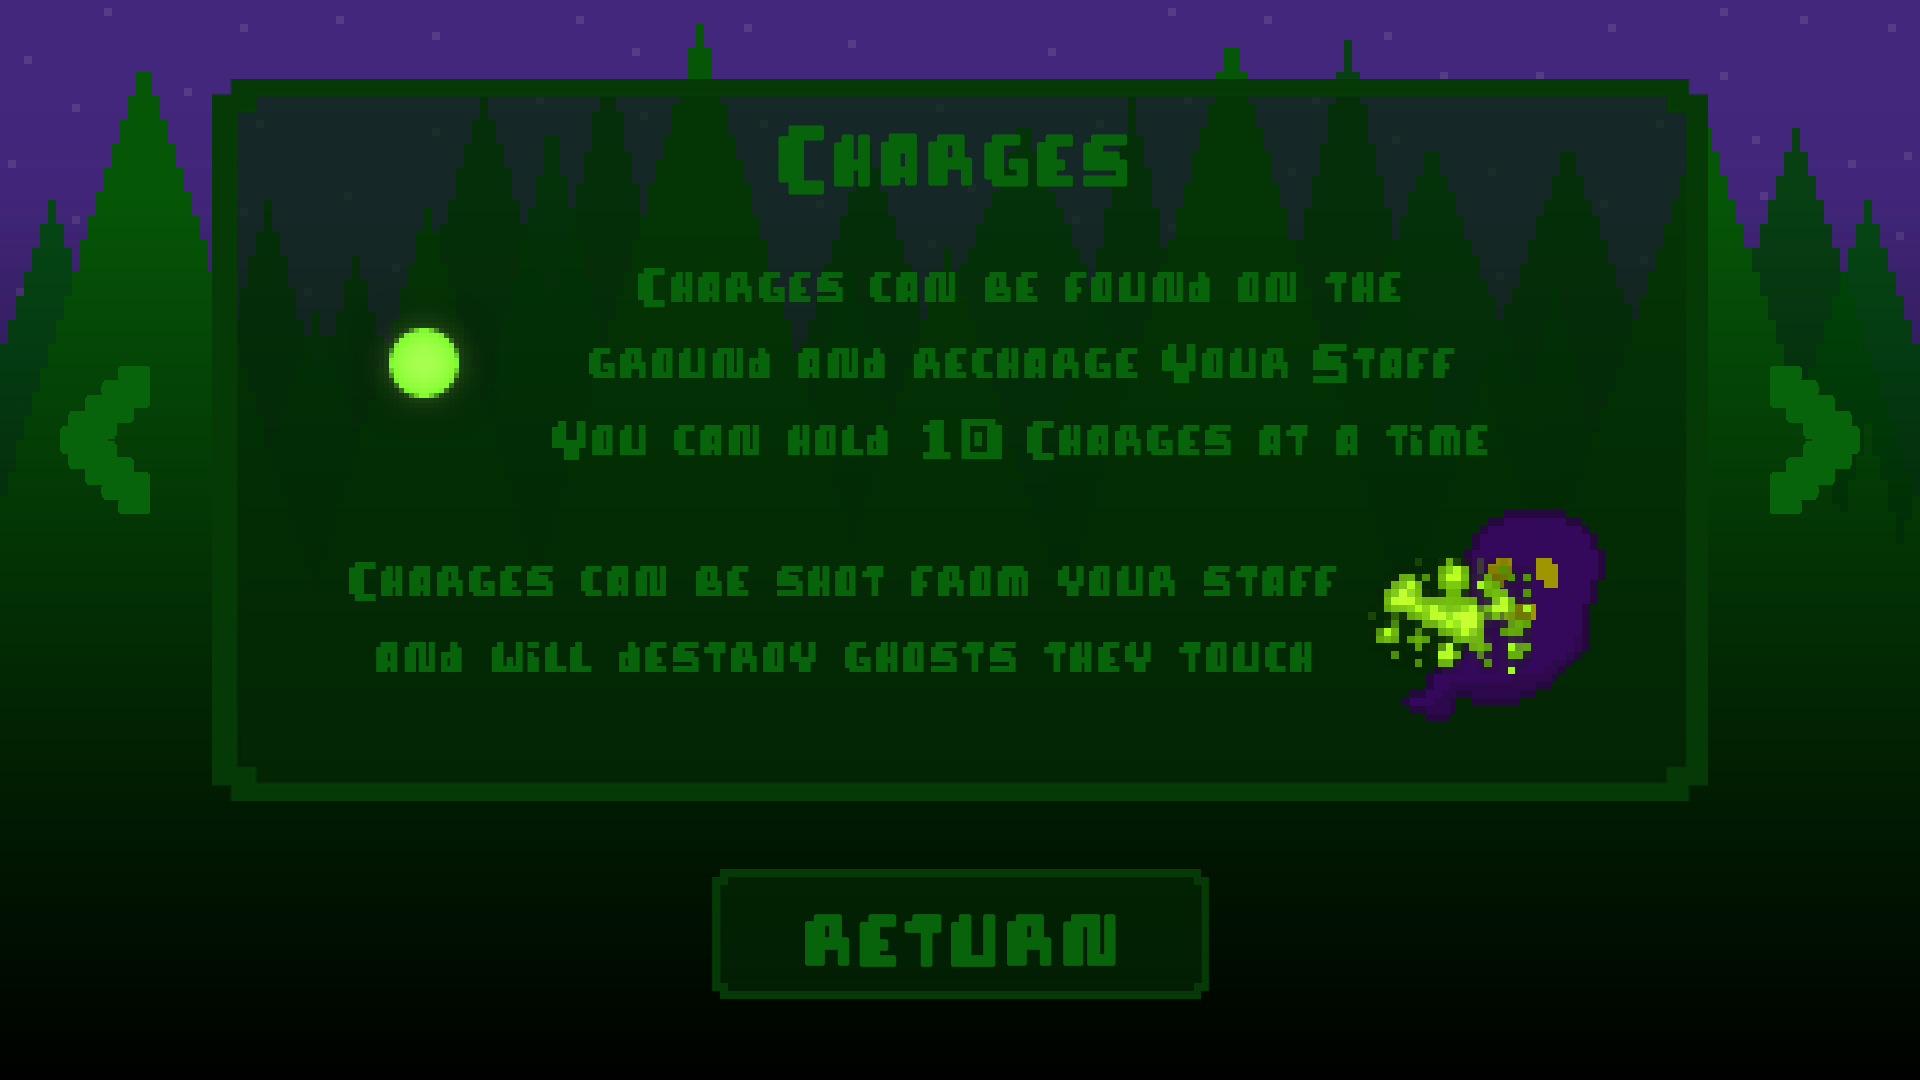 Charges
Charges can be found on the
ground and recharge Your Staff
You can hold 10 Charges at a time
Charges can be shot from your staff
and will destroy ghosts they touch
RETURN